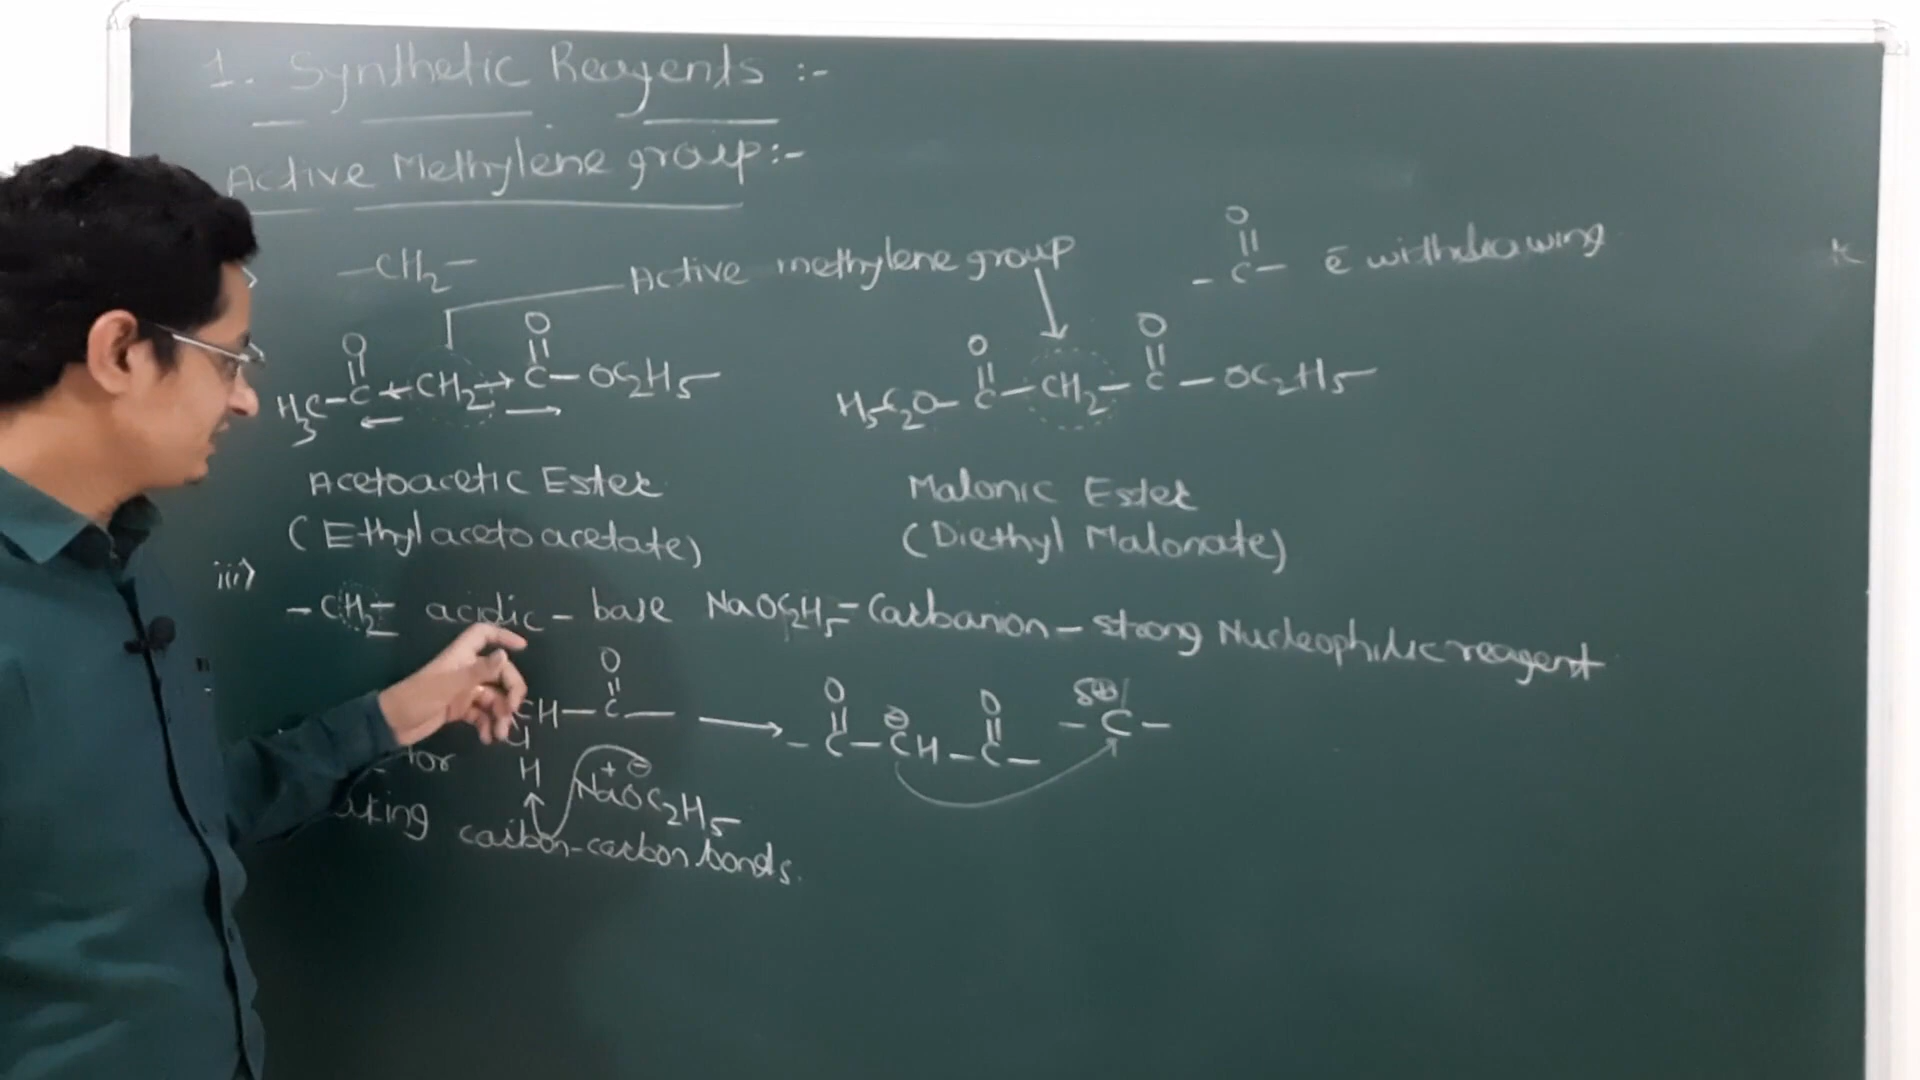 1. Synthetic Reagents :-
Active Methylene group:-
-CH2-
Active methylene group
O
-C- ē withdrawing
O O
H3C-C-CH2-C-OC2H5
O O
H5C2O-C-CH2-C-OC2H5
Acetoacetic Ester
(Ethylacetoacetate)
Malonic Ester
(Diethyl Malonate)
iii)
-CH2- acidic - base NaOC2H5 - Carbanion - strong Nucleophilic reagent
O
CH-C-
H
+ ⊖
NaOC2H5
O ⊖ O
-C-CH-C-
δ⊕
-C-
for
carbon-carbon bonds.